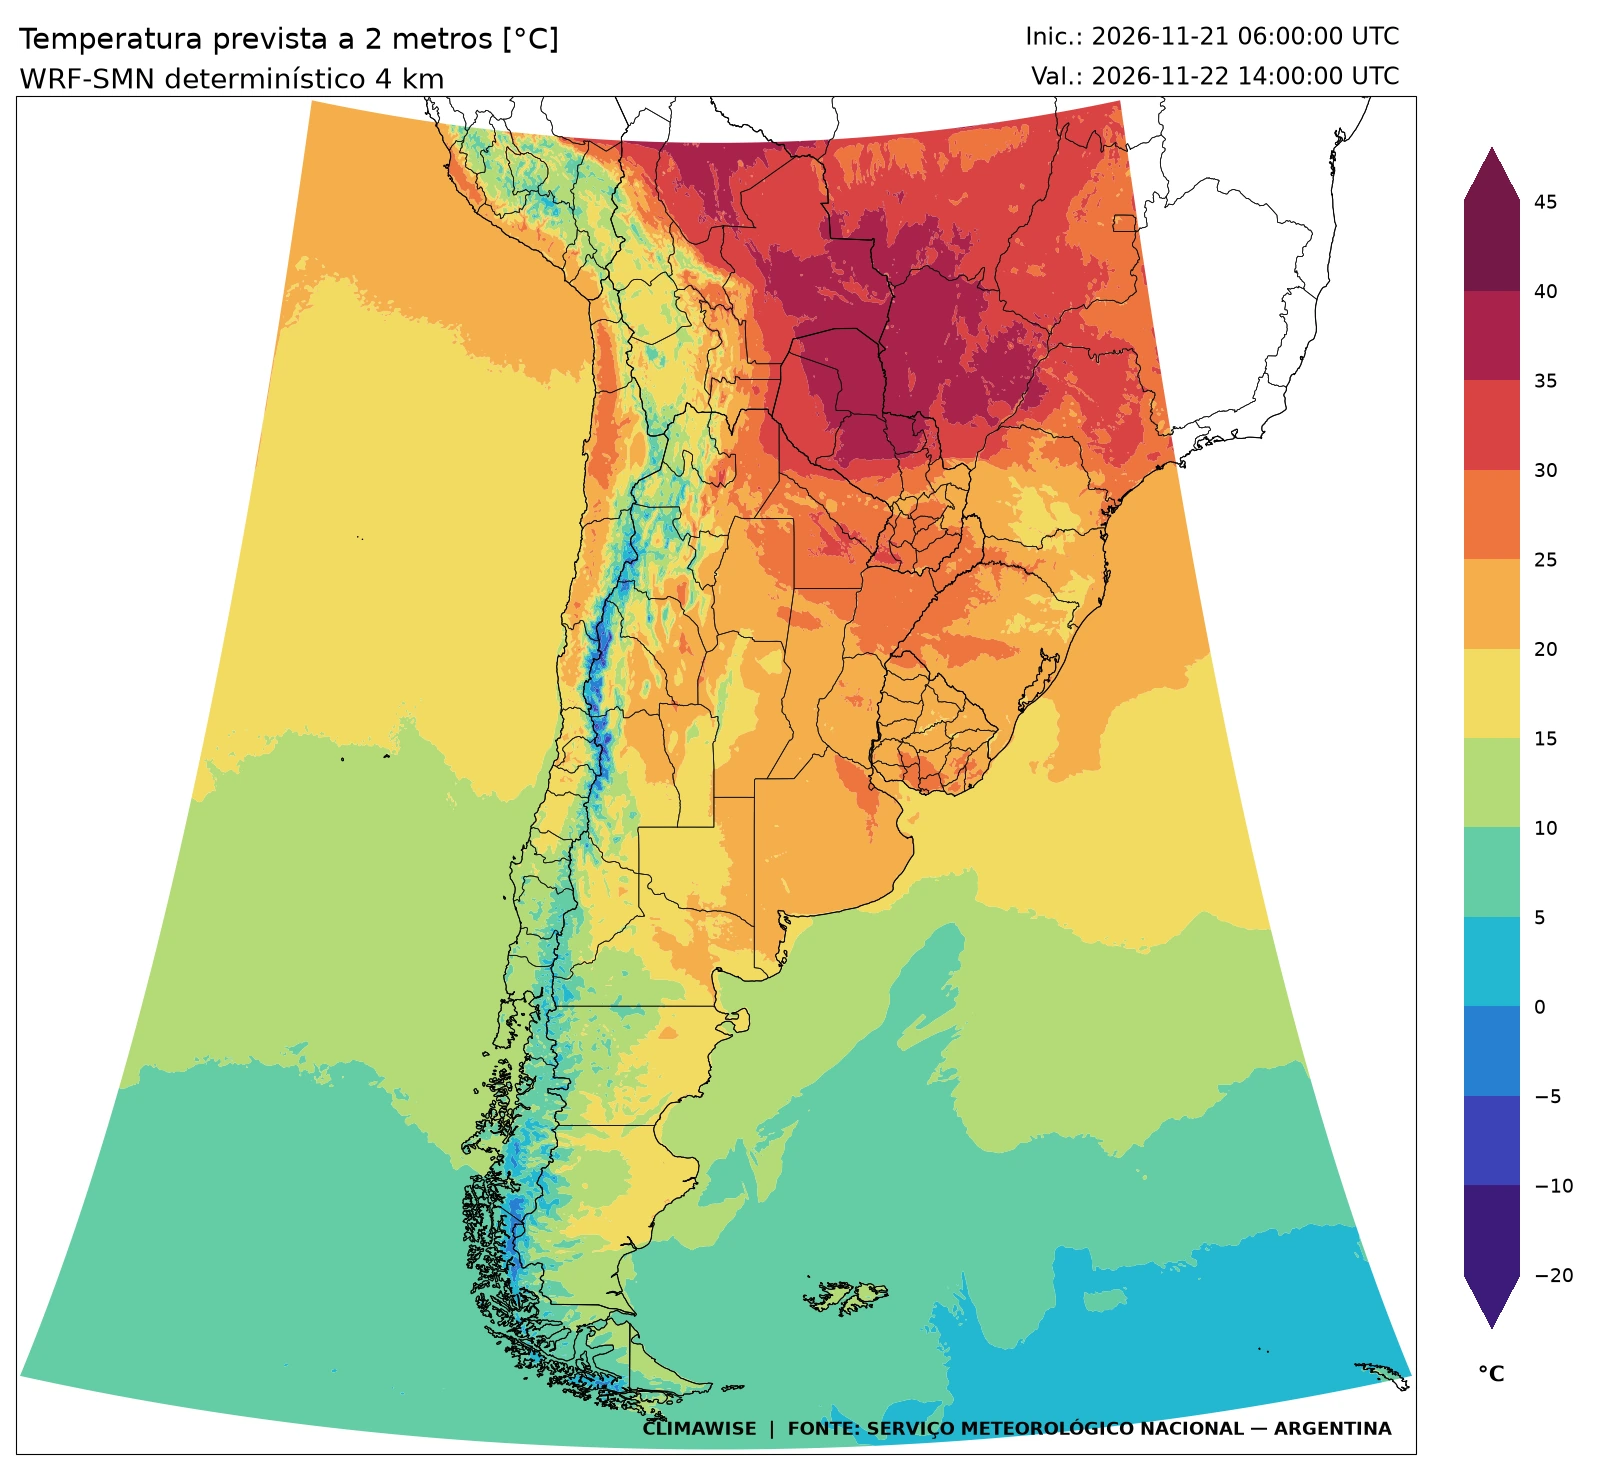 Temperatura prevista a 2 metros [°C]
WRF-SMN determinístico 4 km
Inic.: 2026-11-21 06:00:00 UTC
Val.: 2026-11-22 14:00:00 UTC
45
40
35
30
25
20
15
10
5
0
−5
−10
−20
°C
CLIMAWISE | FONTE: SERVIÇO METEOROLÓGICO NACIONAL — ARGENTINA